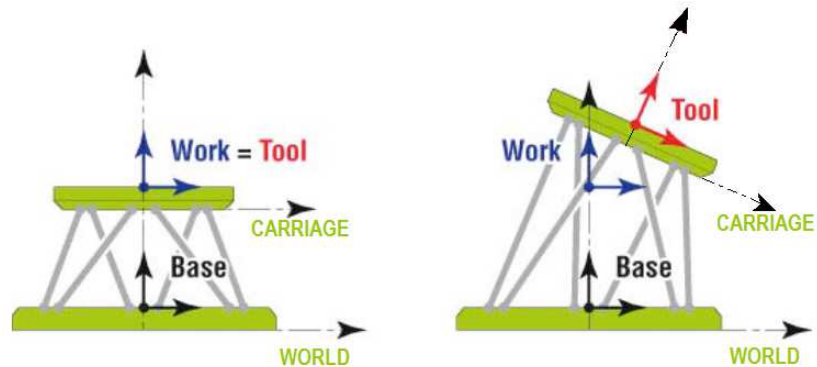 Work = Tool
CARRIAGE
Base
WORLD
Tool
Work
CARRIAGE
Base
WORLD